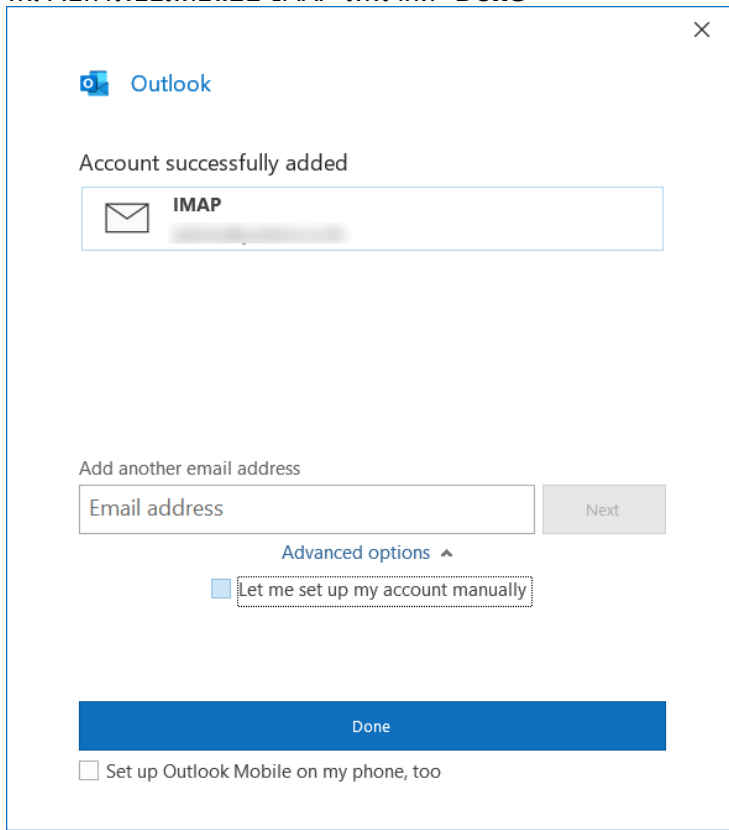 Outlook
Account successfully added
IMAP
Add another email address
Email address
Next
Advanced options
Let me set up my account manually
Done
Set up Outlook Mobile on my phone, too